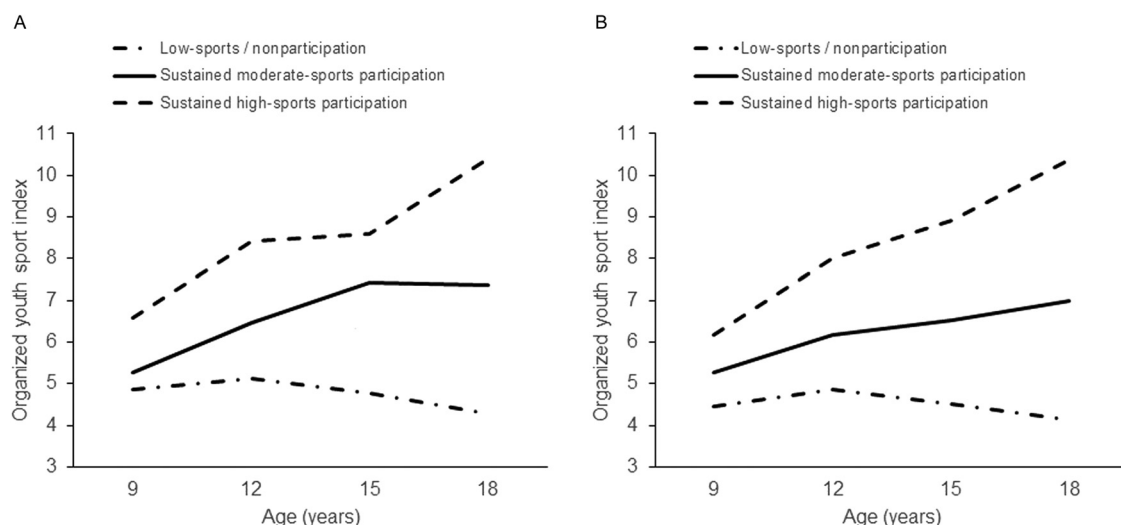 A
Low-sports / nonparticipation
Sustained moderate-sports participation
Sustained high-sports participation
Organized youth sport index
11
10
9
8
7
6
5
4
3
9 12 15 18
Age (years)
B
Low-sports / nonparticipation
Sustained moderate-sports participation
Sustained high-sports participation
Organized youth sport index
11
10
9
8
7
6
5
4
3
9 12 15 18
Age (years)